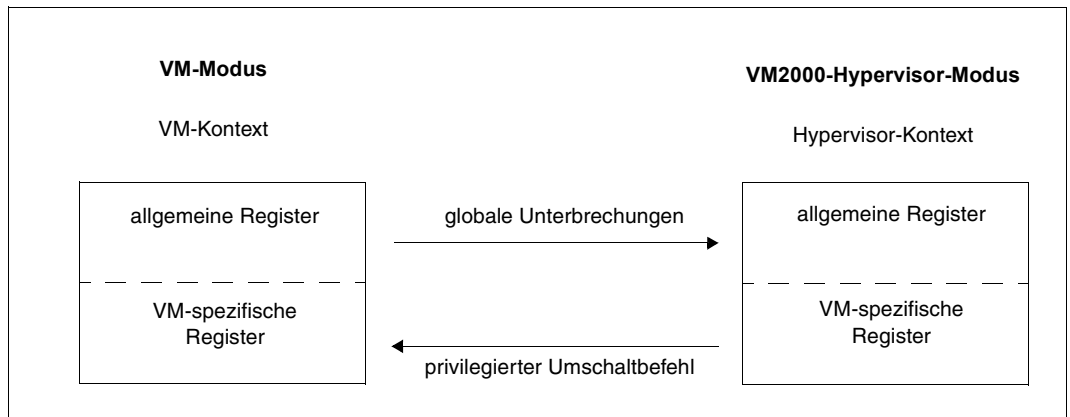 VM-Modus
VM-Kontext
allgemeine Register
VM-spezifische
Register
globale Unterbrechungen
privilegierter Umschaltbefehl
VM2000-Hypervisor-Modus
Hypervisor-Kontext
allgemeine Register
VM-spezifische
Register